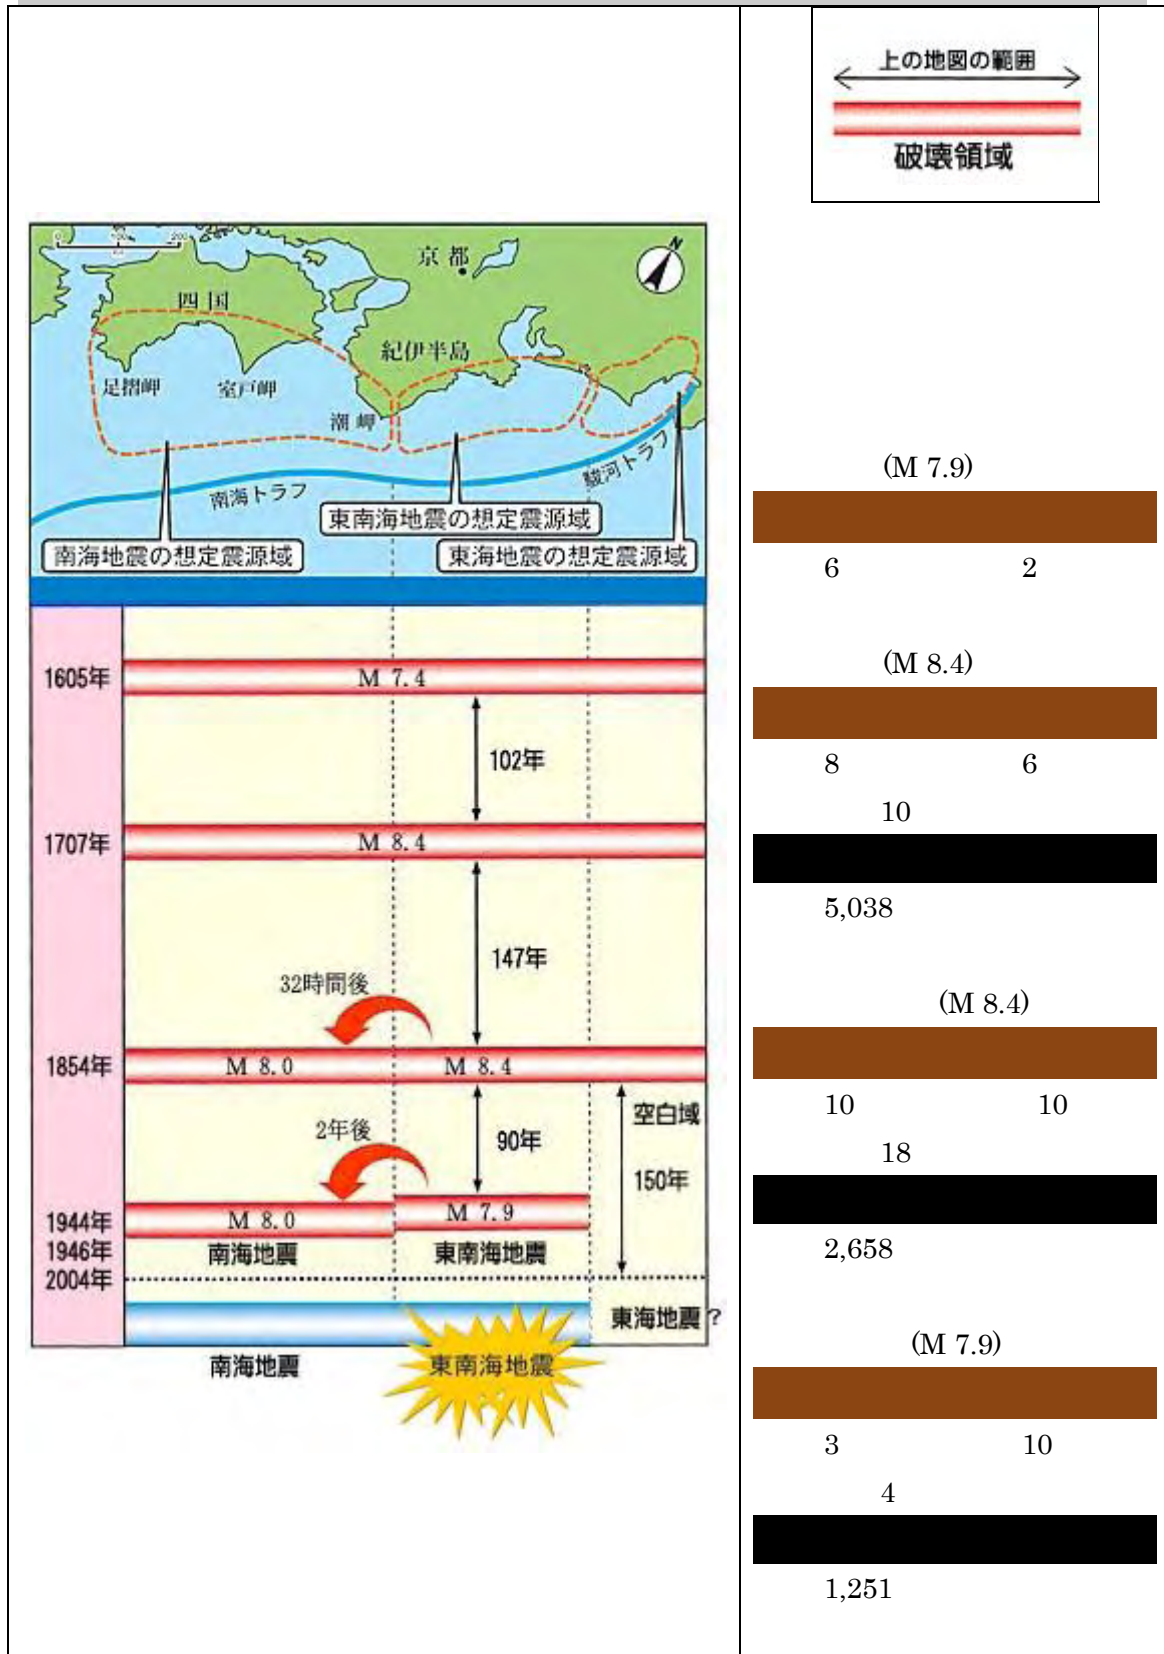 上の地図の範囲
破壊領域
0 100 200
京都
N
四国
紀伊半島
足摺岬
室戸岬
潮岬
南海トラフ
駿河トラフ
東南海地震の想定震源域
南海地震の想定震源域
東海地震の想定震源域
1605年
M 7.4
102年
1707年
M 8.4
147年
32時間後
1854年
M 8.0
M 8.4
空白域
2年後
90年
150年
1944年
M 8.0
M 7.9
1946年
南海地震
東南海地震
2004年
東海地震?
南海地震
東南海地震
(M 7.9)
6 2
(M 8.4)
8 6
10
5,038
(M 8.4)
10 10
18
2,658
(M 7.9)
3 10
4
1,251